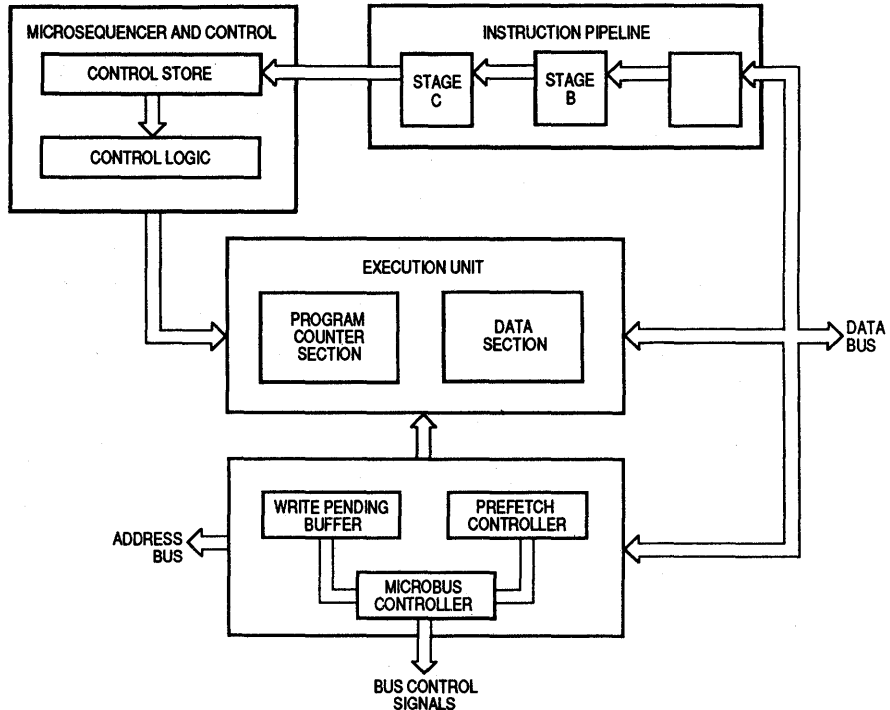 MICROSEQUENCER AND CONTROL
CONTROL STORE
CONTROL LOGIC
INSTRUCTION PIPELINE
STAGE
C
STAGE
B
EXECUTION UNIT
PROGRAM
COUNTER
SECTION
DATA
SECTION
DATA
BUS
WRITE PENDING
BUFFER
PREFETCH
CONTROLLER
MICROBUS
CONTROLLER
ADDRESS
BUS
BUS CONTROL
SIGNALS